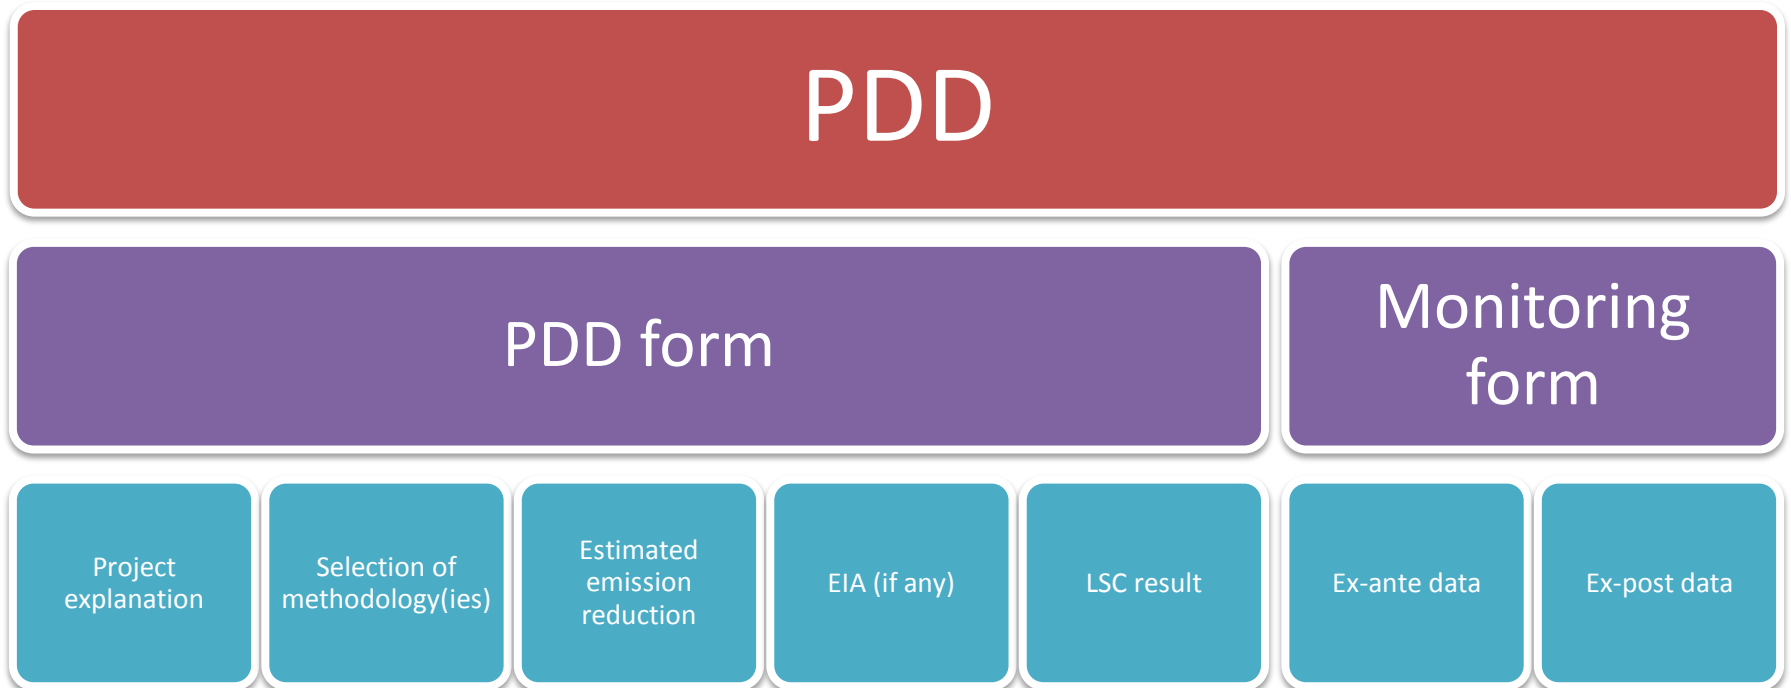 PDD
PDD form
Monitoring
form
Project
explanation
Selection of
methodology(ies)
Estimated
emission
reduction
EIA (if any)
LSC result
Ex-ante data
Ex-post data